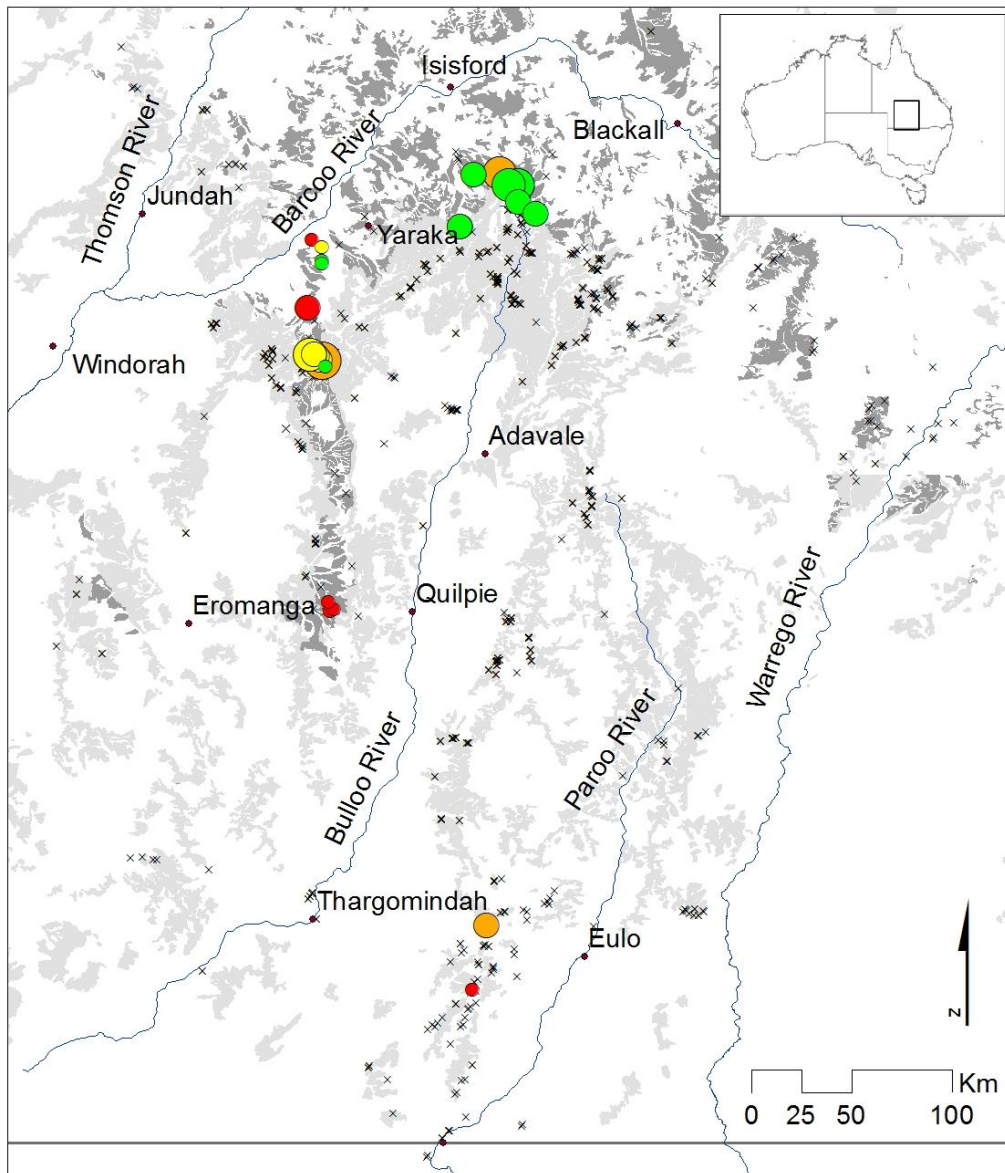 Isisford
Blackall
Thomson River
Barcoo River
Jundah
Yaraka
Windorah
Adavale
Eromanga
Quilpie
Warrego River
Paroo River
Bulloo River
Thargomindah
Eulo
N
Km
0 25 50 100